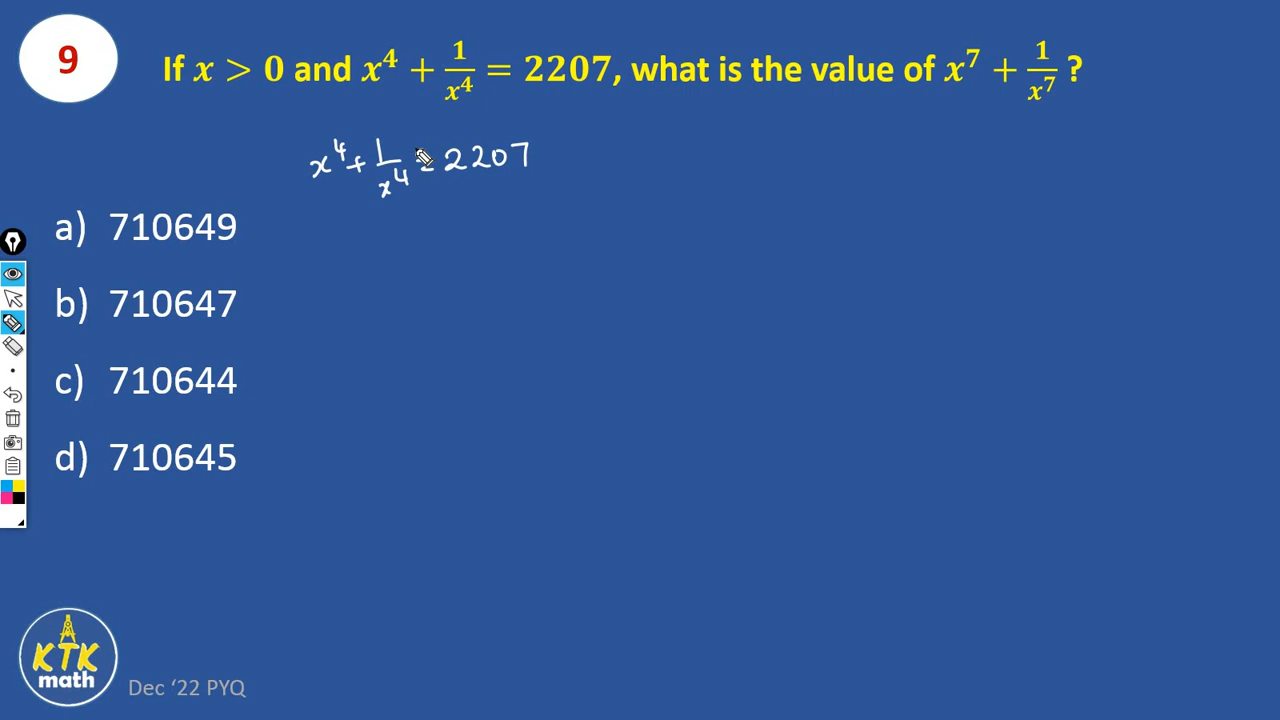 9
If x > 0 and x⁴ + 1/x⁴ = 2207, what is the value of x⁷ + 1/x⁷ ?
x⁴ + 1/x⁴ = 2207
a) 710649
b) 710647
c) 710644
d) 710645
KTK
math
Dec ‘22 PYQ